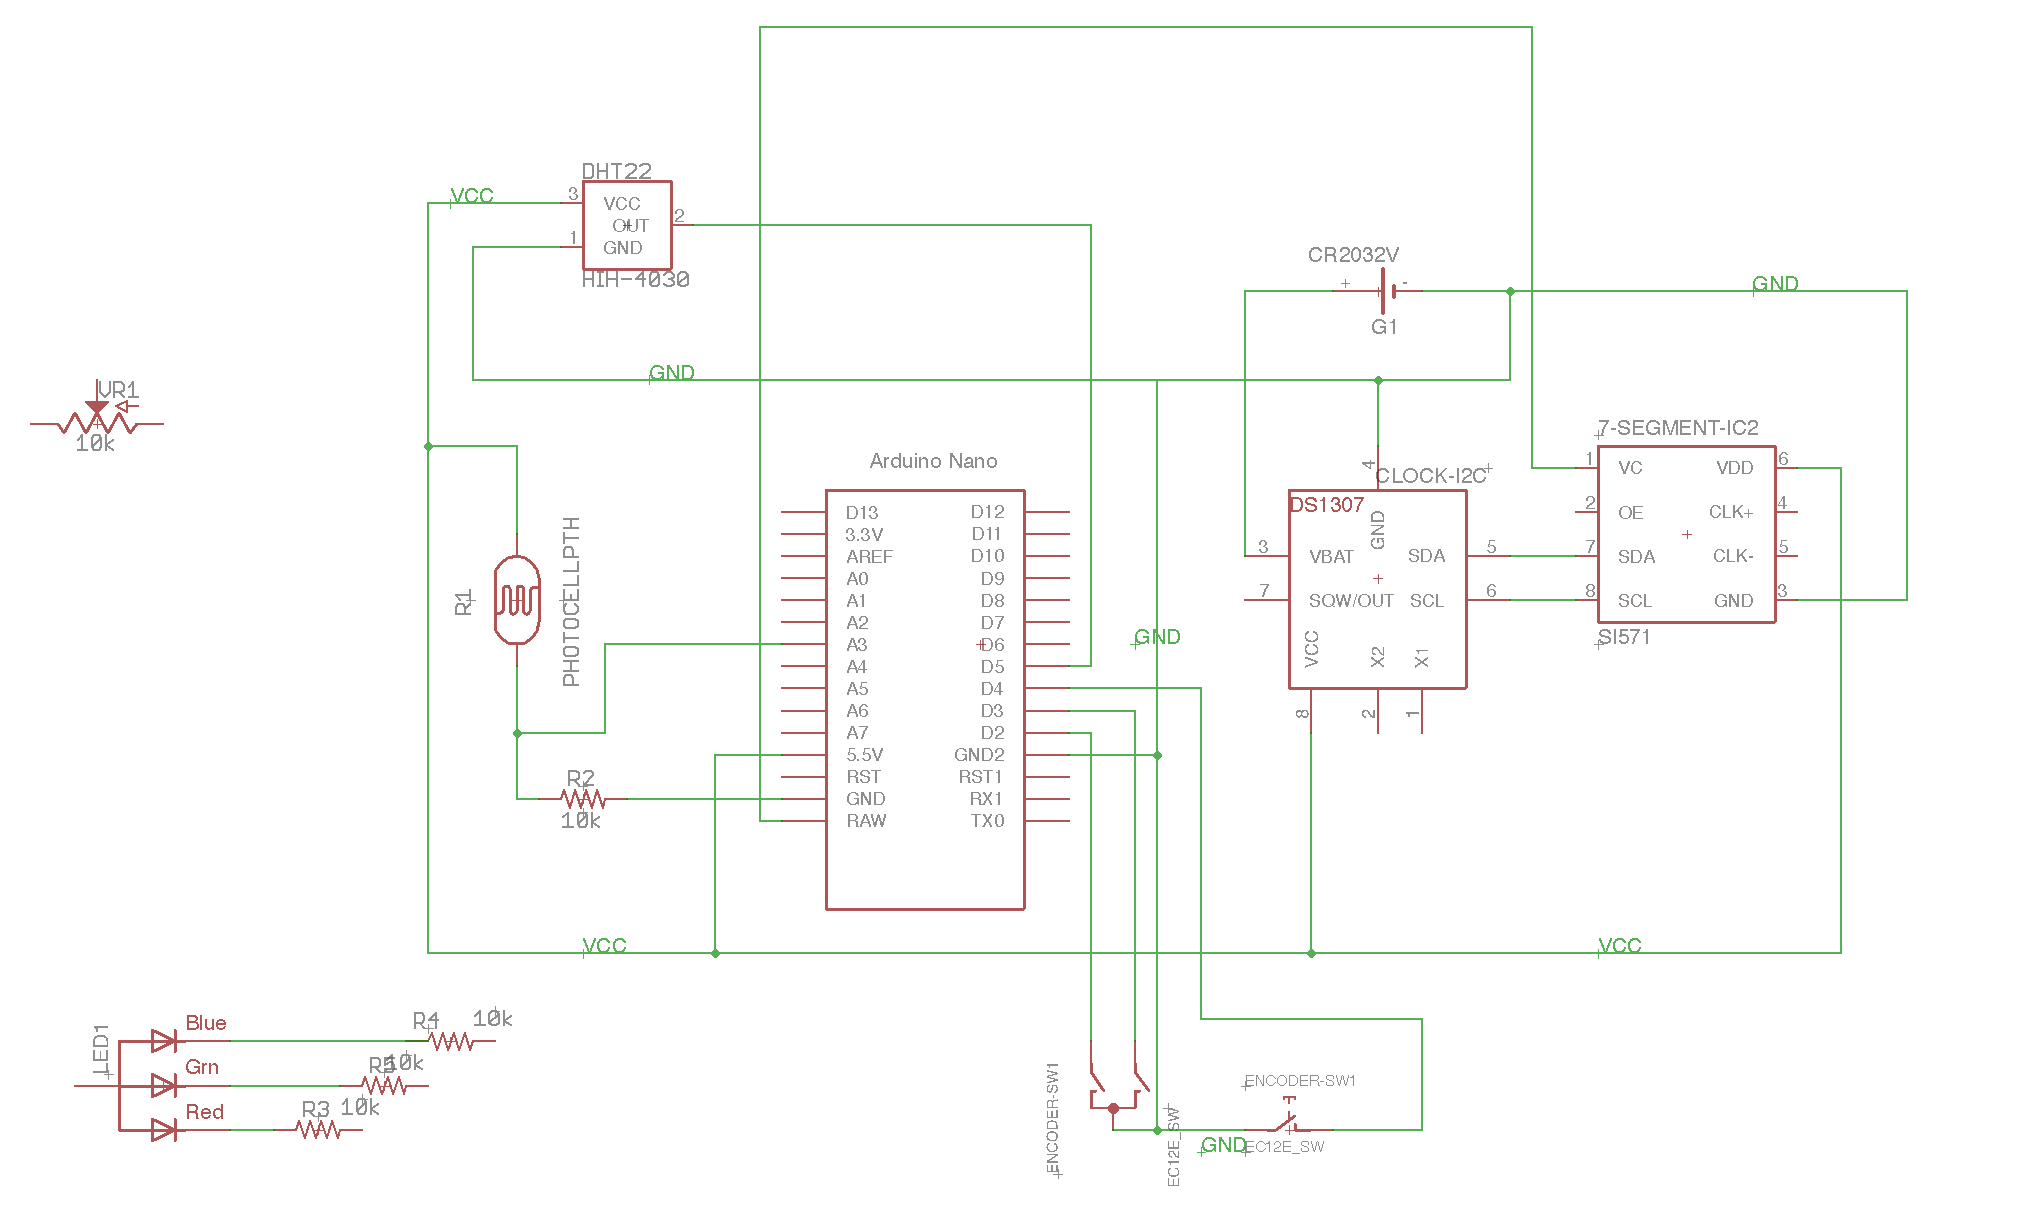 DHT22
VCC
3
VCC
OUT
2
1
GND
HIH-4030
CR2032V
+
-
G1
GND
GND
VR1
10k
Arduino Nano
D13
3.3V
AREF
A0
A1
A2
A3
A4
A5
A6
A7
5.5V
RST
GND
RAW
D12
D11
D10
D9
D8
D7
D6
D5
D4
D3
D2
GND2
RST1
RX1
TX0
R1
PHOTOCELLPTH
R2
10k
GND
CLOCK-I2C
DS1307
4
GND
3
VBAT
SDA
5
7
SQW/OUT
SCL
6
VCC
X2
X1
8
2
1
7-SEGMENT-IC2
1
VC
VDD
6
2
OE
CLK+
4
7
SDA
CLK-
5
8
SCL
GND
3
SI571
VCC
VCC
LED1
Blue
R4
10k
Grn
R5
10k
Red
R3
10k
ENCODER-SW1
EC12E_SW
GND
ENCODER-SW1
EC12E_SW